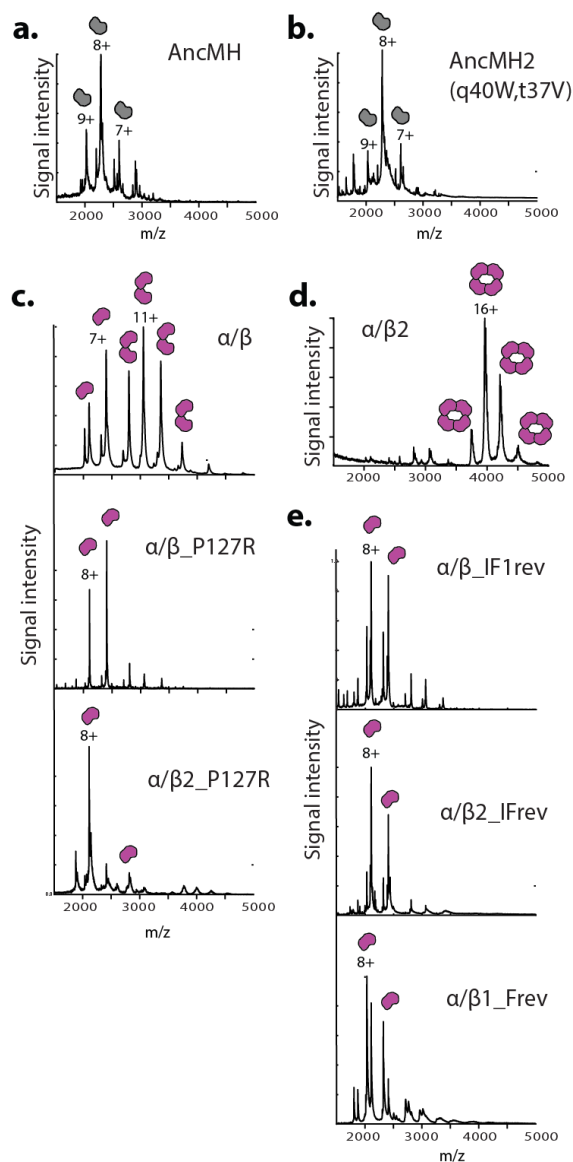 a.
AncMH
8+
9+
7+
Signal intensity
2000 3000 4000 5000
m/z
b.
AncMH2
(q40W,t37V)
8+
9+
7+
Signal intensity
2000 3000 4000 5000
m/z
c.
α/β
7+
11+
α/β_P127R
8+
Signal intensity
α/β2_P127R
8+
2000 3000 4000 5000
m/z
d.
α/β2
16+
Signal intensity
2000 3000 4000 5000
e.
α/β_IF1rev
8+
α/β2_IFrev
8+
Signal intensity
α/β1_Frev
8+
2000 3000 4000 5000
m/z